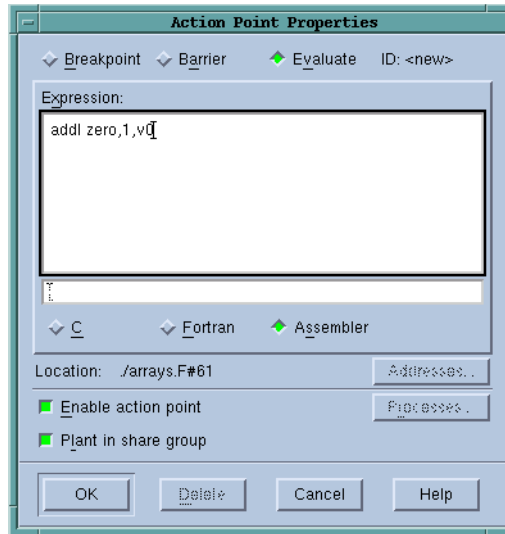 Action Point Properties
Breakpoint Barrier Evaluate ID: <new>
Expression:
addl zero,1,v0
C Fortran Assembler
Location: ./arrays.F#61 Addresses..
Enable action point Processes.
Plant in share group
OK Delete Cancel Help